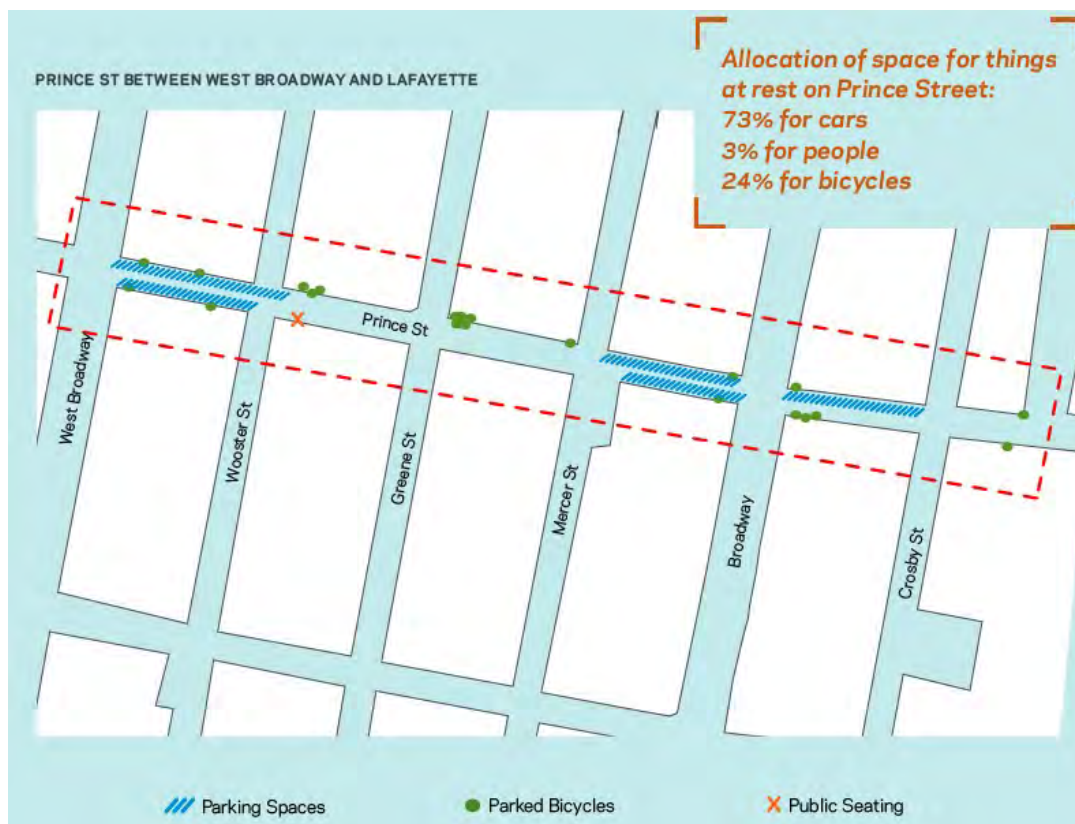 PRINCE ST BETWEEN WEST BROADWAY AND LAFAYETTE
Allocation of space for things
at rest on Prince Street:
73% for cars
3% for people
24% for bicycles
Prince St
West Broadway
Wooster St
Greene St
Mercer St
Broadway
Crosby St
Parking Spaces
Parked Bicycles
Public Seating